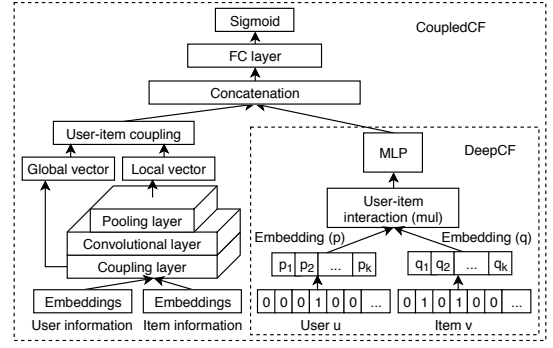 Sigmoid
CoupledCF
FC layer
Concatenation
User-item coupling
Global vector
Local vector
Pooling layer
Convolutional layer
Coupling layer
Embeddings
Embeddings
User information
Item information
DeepCF
MLP
User-item
interaction (mul)
Embedding (p)
Embedding (q)
p1 p2 ... pk
q1 q2 ... qk
0 0 0 1 0 0 ...
0 1 0 1 0 0 ...
User u
Item v